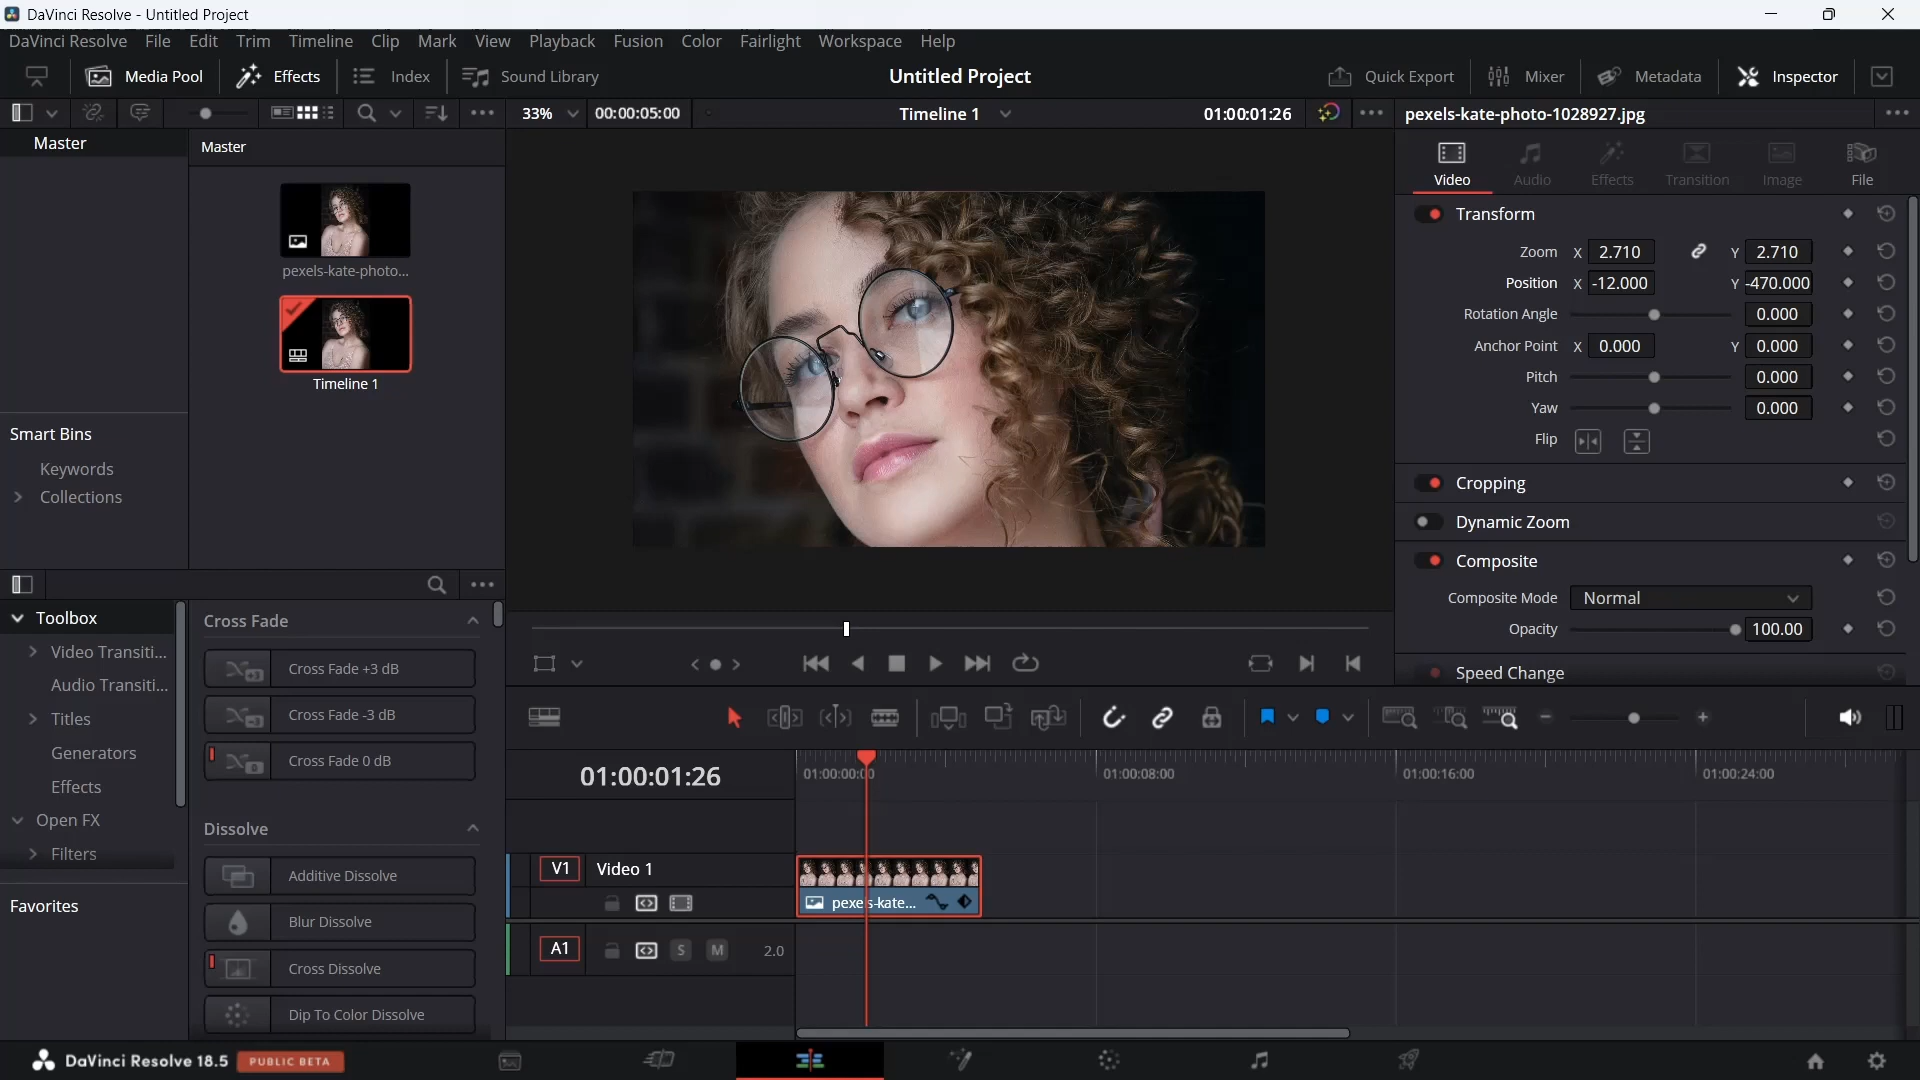 DaVinci Resolve - Untitled Project
DaVinci Resolve File Edit Trim Timeline Clip Mark View Playback Fusion Color Fairlight Workspace Help
Media Pool Effects Index Sound Library Untitled Project Quick Export Mixer Metadata Inspector
33% 00:00:05:00 Timeline 1 01:00:01:26 pexels-kate-photo-1028927.jpg
Master Master
pexels-kate-photo...
Timeline 1
Smart Bins
Keywords
Collections
Video Audio Effects Transition Image File
Transform
Zoom X 2.710 Y 2.710
Position X -12.000 Y -470.000
Rotation Angle 0.000
Anchor Point X 0.000 Y 0.000
Pitch 0.000
Yaw 0.000
Flip
Cropping
Dynamic Zoom
Composite
Composite Mode Normal
Opacity 100.00
Speed Change
Toolbox
Video Transiti...
Audio Transiti...
Titles
Generators
Effects
Open FX
Filters
Favorites
Cross Fade
Cross Fade +3 dB
Cross Fade -3 dB
Cross Fade 0 dB
Dissolve
Additive Dissolve
Blur Dissolve
Cross Dissolve
Dip To Color Dissolve
01:00:01:26 01:00:00:00 01:00:08:00 01:00:16:00 01:00:24:00
V1 Video 1
pexels-kate...
A1 S M 2.0
DaVinci Resolve 18.5 PUBLIC BETA